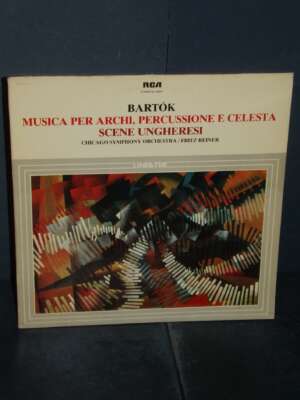 RCA
BARTÓK
MUSICA PER ARCHI, PERCUSSIONE E CELESTA
SCENE UNGHERESI
CHICAGO SYMPHONY ORCHESTRA / FRITZ REINER